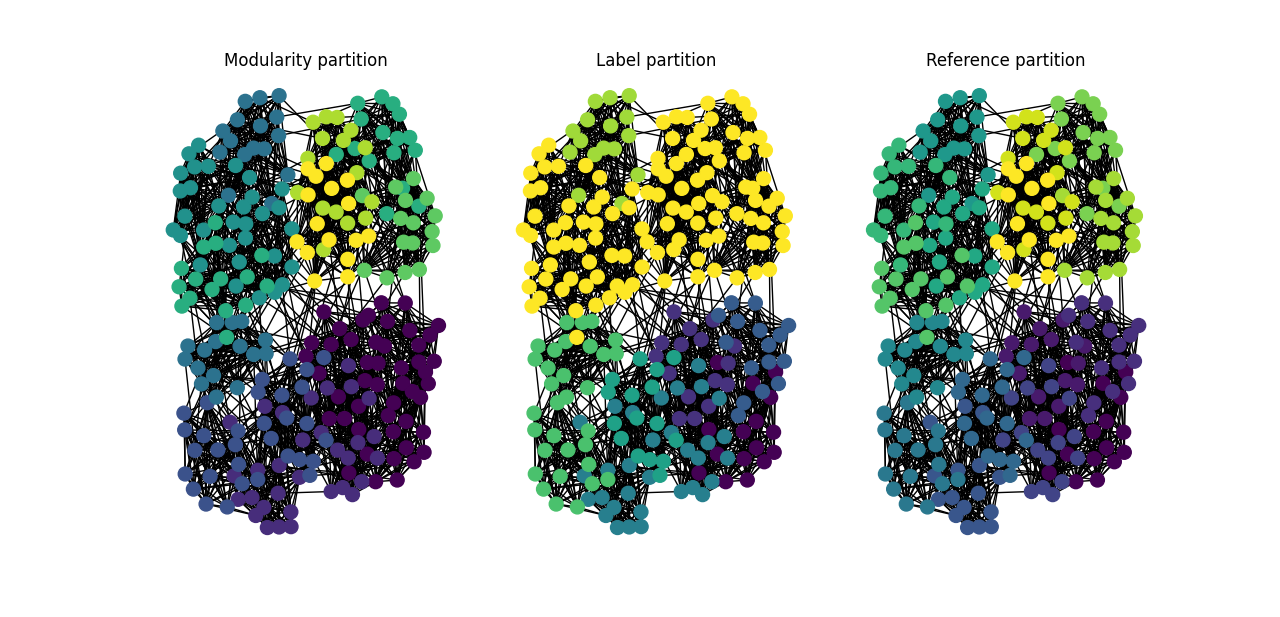 Modularity partition
Label partition
Reference partition